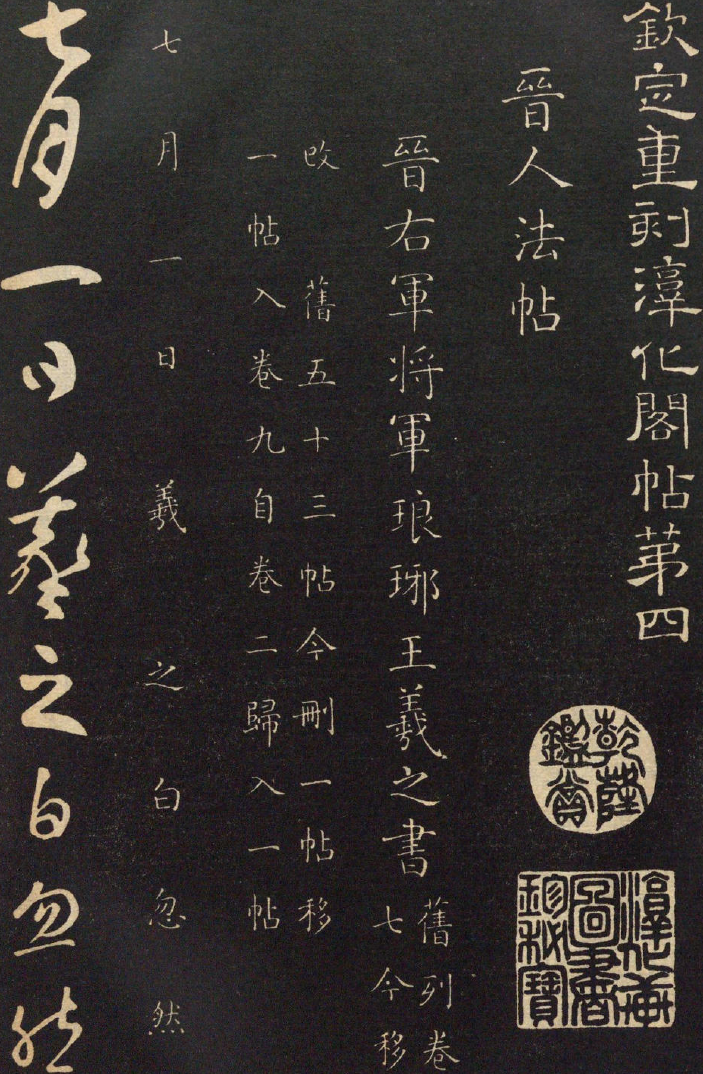 欽定重刻淳化閣帖第四
晉人法帖
乾隆
鑑賞
淳化軒
圖書
珍秘寶
晉右軍将軍琅琊王羲之書
舊列卷
七今移
改 舊五十三帖今刪一帖移
一帖入卷九自卷二歸入一帖
七月一日羲之白忽然
七月一日羲之白忽然